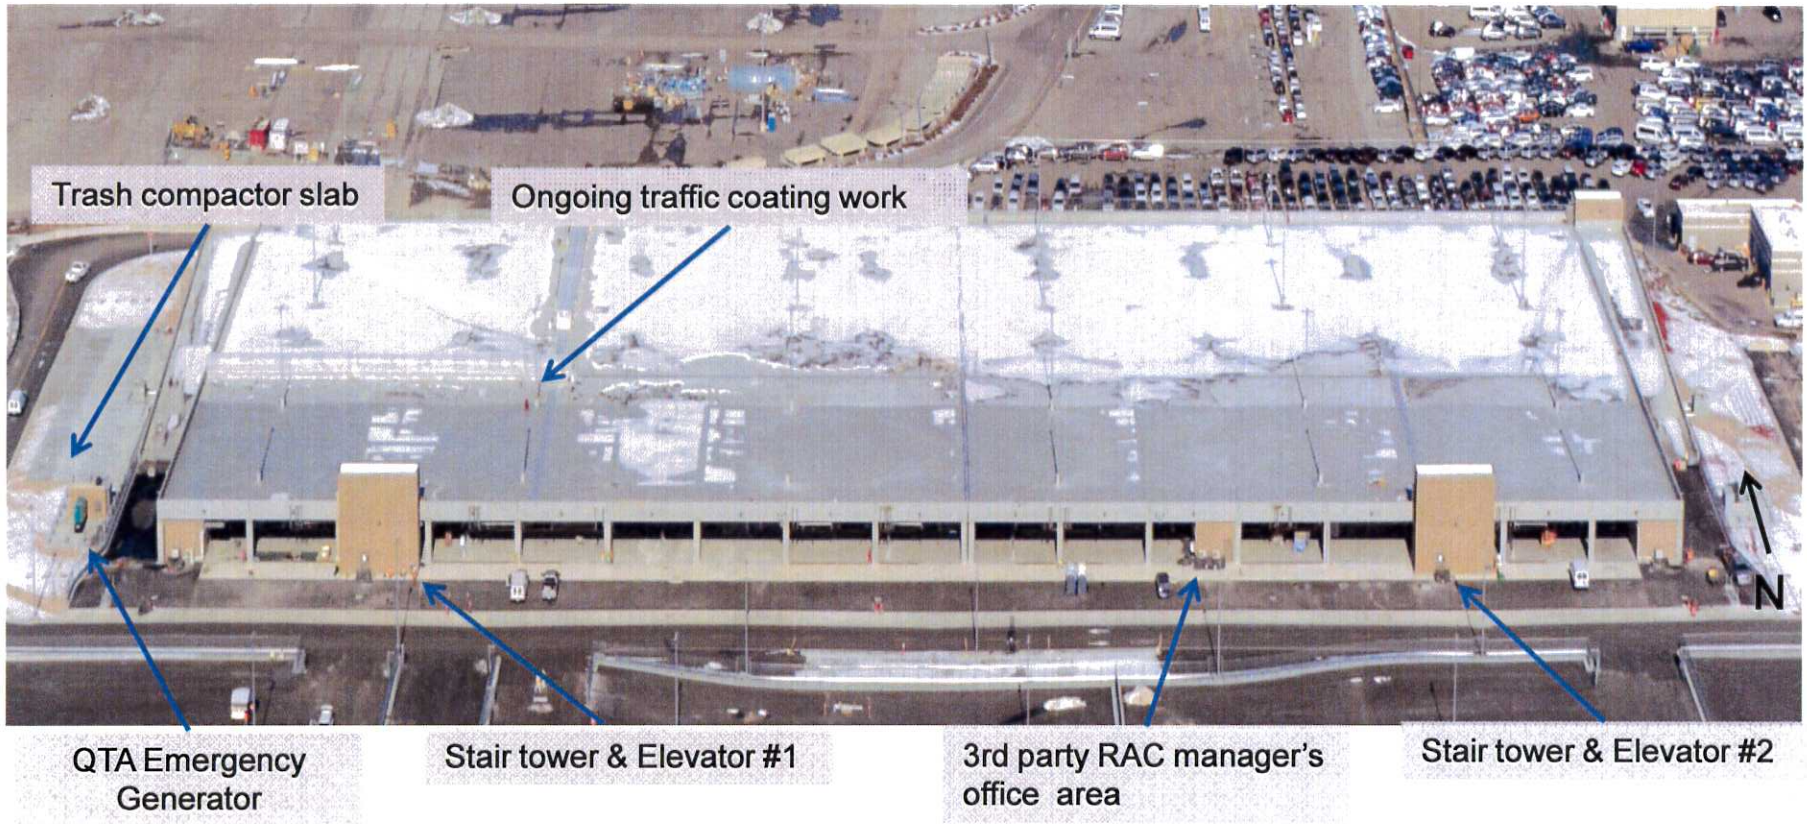 Trash compactor slab
Ongoing traffic coating work
N
QTA Emergency
Generator
Stair tower & Elevator #1
3rd party RAC manager's
office area
Stair tower & Elevator #2